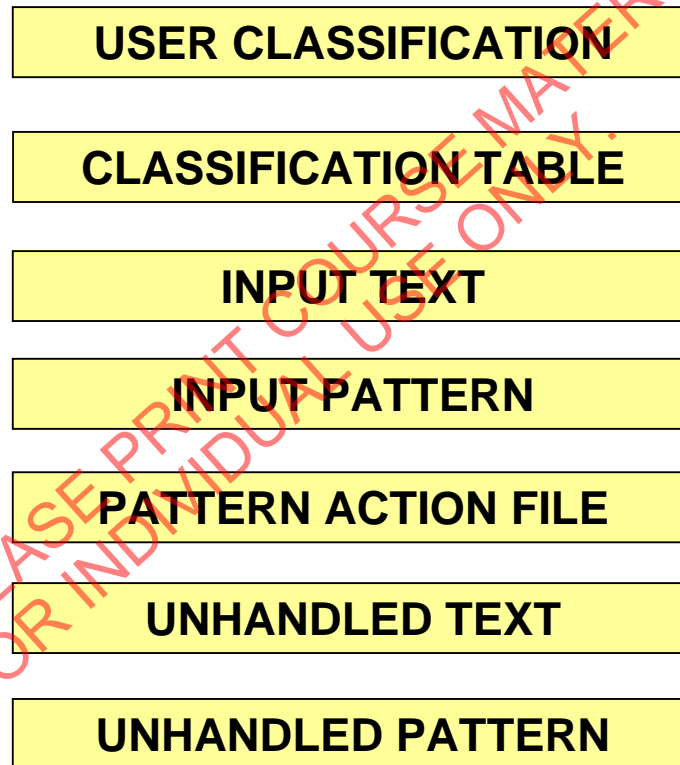 USER CLASSIFICATION
CLASSIFICATION TABLE
INPUT TEXT
INPUT PATTERN
PATTERN ACTION FILE
UNHANDLED TEXT
UNHANDLED PATTERN
PRINT COURSE
INDIVIDUAL USE ONLY.